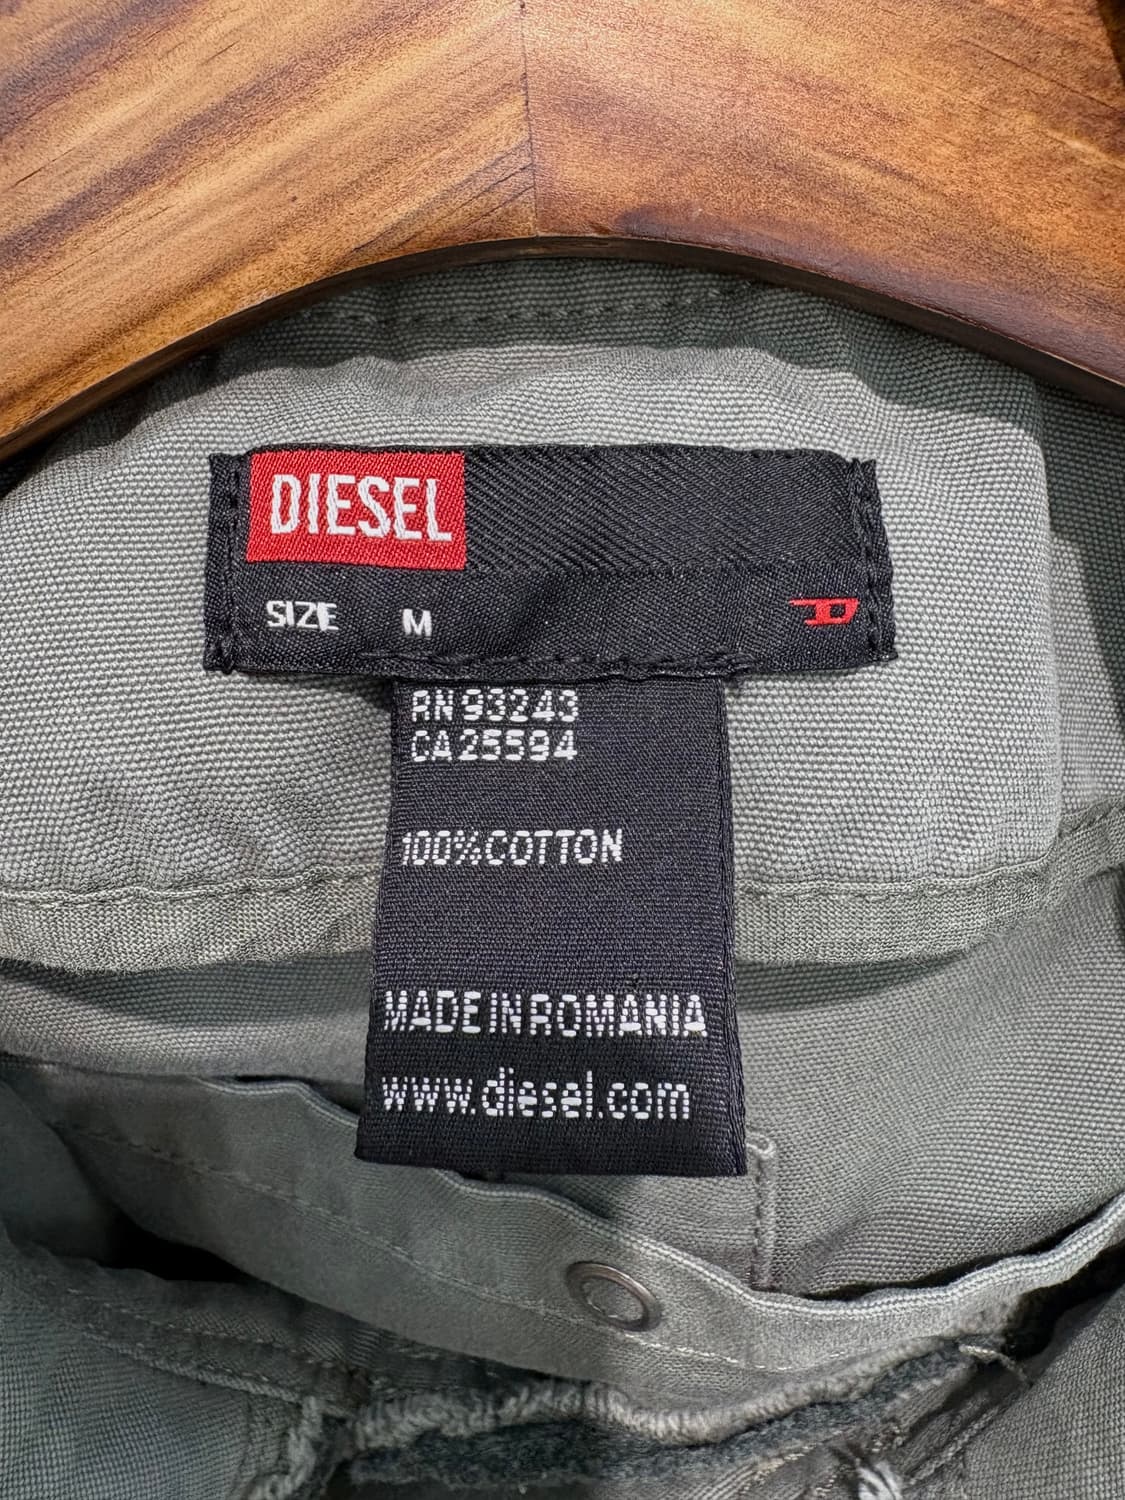 DIESEL
SIZE M
RN 93243
CA 25594
100% COTTON
MADE IN ROMANIA
www.diesel.com